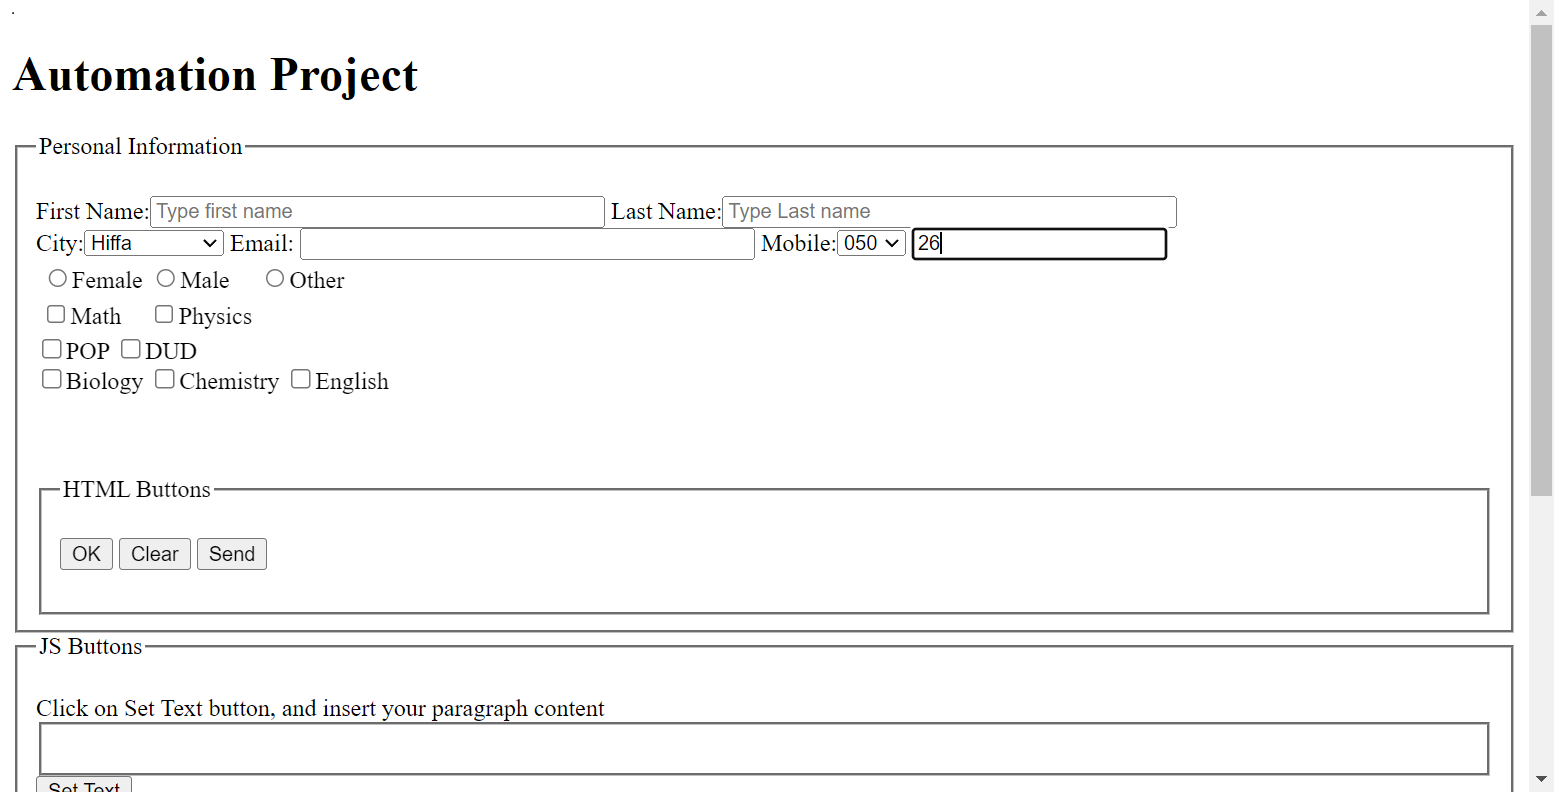 .
Automation Project
Personal Information
First Name: Type first name Last Name: Type Last name
City: Hiffa Email: Mobile: 050 26
Female Male Other
Math Physics
POP DUD
Biology Chemistry English
HTML Buttons
OK Clear Send
JS Buttons
Click on Set Text button, and insert your paragraph content
Set Text